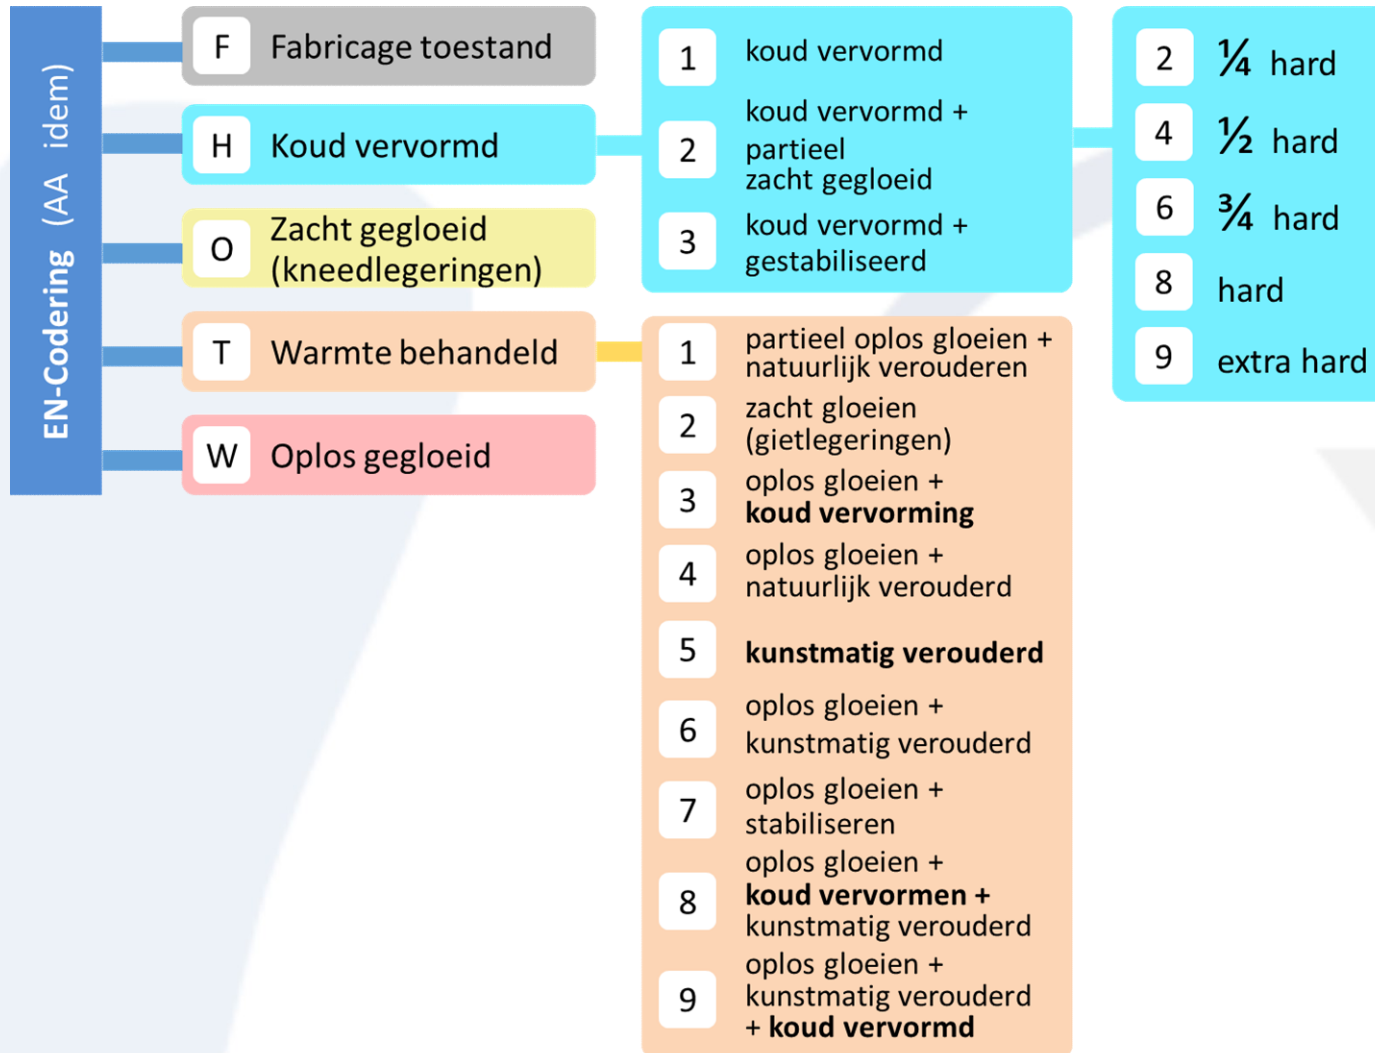 EN-Codering (AA idem)
F Fabricage toestand
H Koud vervormd
O Zacht gegloeid
(kneedlegeringen)
T Warmte behandeld
W Oplos gegloeid
1 koud vervormd
2 koud vervormd +
partieel
zacht gegloeid
3 koud vervormd +
gestabiliseerd
2 ¼ hard
4 ½ hard
6 ¾ hard
8 hard
9 extra hard
1 partieel oplos gloeien +
natuurlijk verouderen
2 zacht gloeien
(gietlegeringen)
3 oplos gloeien +
koud vervorming
4 oplos gloeien +
natuurlijk verouderd
5 kunstmatig verouderd
6 oplos gloeien +
kunstmatig verouderd
7 oplos gloeien +
stabiliseren
8 oplos gloeien +
koud vervormen +
kunstmatig verouderd
9 oplos gloeien +
kunstmatig verouderd
+ koud vervormd